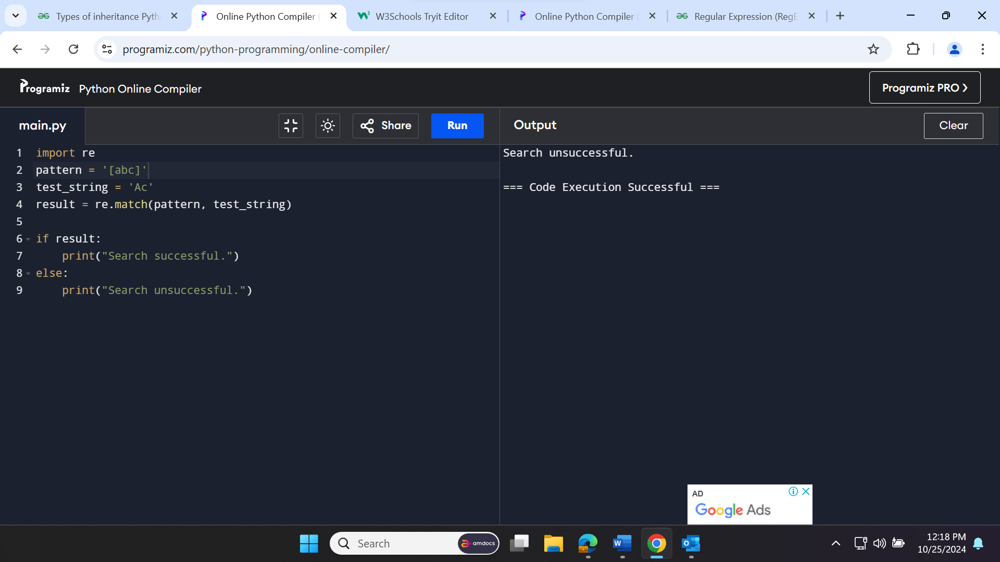 Types of inheritance Pyth
Online Python Compiler (
W3Schools Tryit Editor
Online Python Compiler (
Regular Expression (RegE
programiz.com/python-programming/online-compiler/
Programiz
Python Online Compiler
Programiz PRO ❯
main.py
Share
Run
Output
Clear
1 import re
2 pattern = '[abc]'
3 test_string = 'Ac'
4 result = re.match(pattern, test_string)
5
6 if result:
7     print("Search successful.")
8 else:
9     print("Search unsuccessful.")
Search unsuccessful.
=== Code Execution Successful ===
AD
Google Ads
Search
amdocs
12:18 PM
10/25/2024